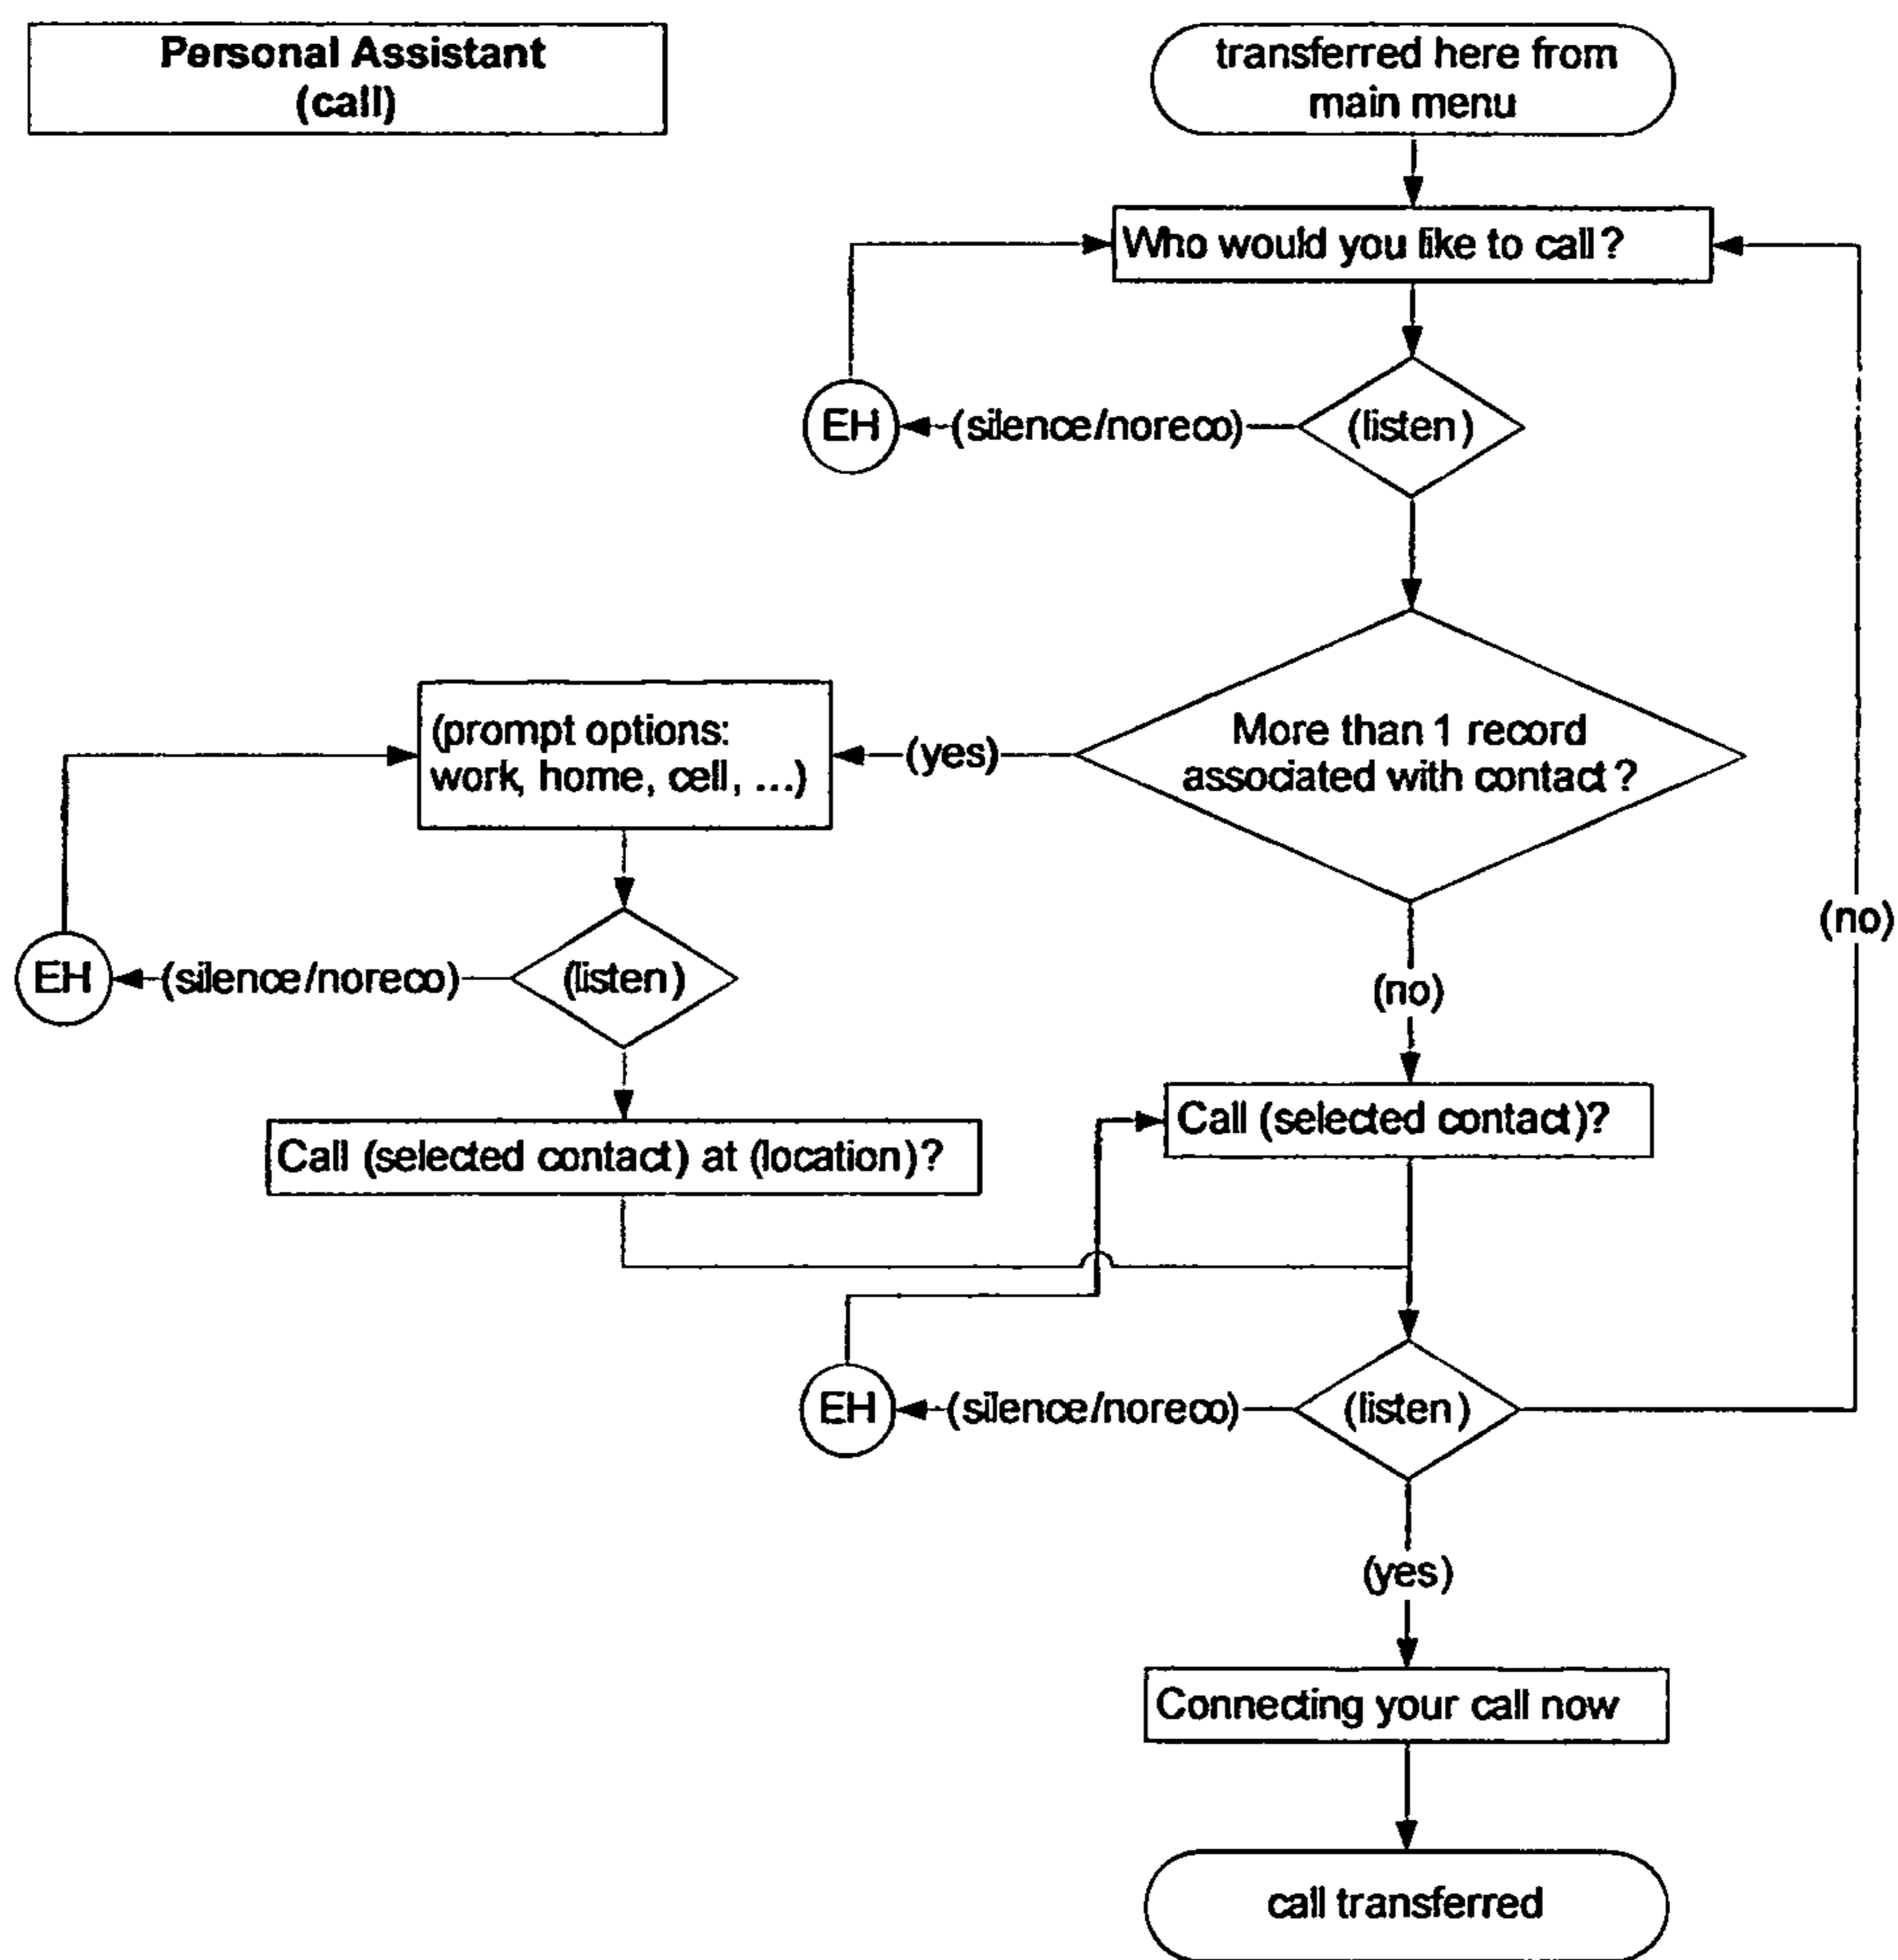 Personal Assistant
(call)
transferred here from
main menu
Who would you like to call?
EH
(silence/noreco)
(listen)
(prompt options:
work, home, cell, ...)
(yes)
More than 1 record
associated with contact?
(no)
EH
(silence/noreco)
(listen)
(no)
Call (selected contact) at (location)?
Call (selected contact)?
EH
(silence/noreco)
(listen)
(yes)
Connecting your call now
call transferred